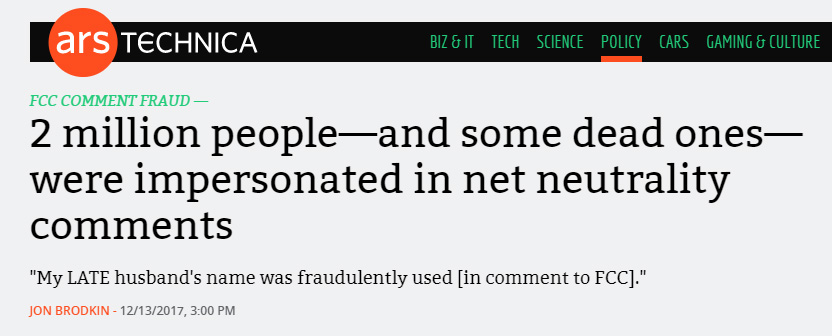 ars TECHNICA
BIZ & IT TECH SCIENCE POLICY CARS GAMING & CULTURE
FCC COMMENT FRAUD —
2 million people—and some dead ones—
were impersonated in net neutrality
comments
"My LATE husband's name was fraudulently used [in comment to FCC]."
JON BRODKIN - 12/13/2017, 3:00 PM